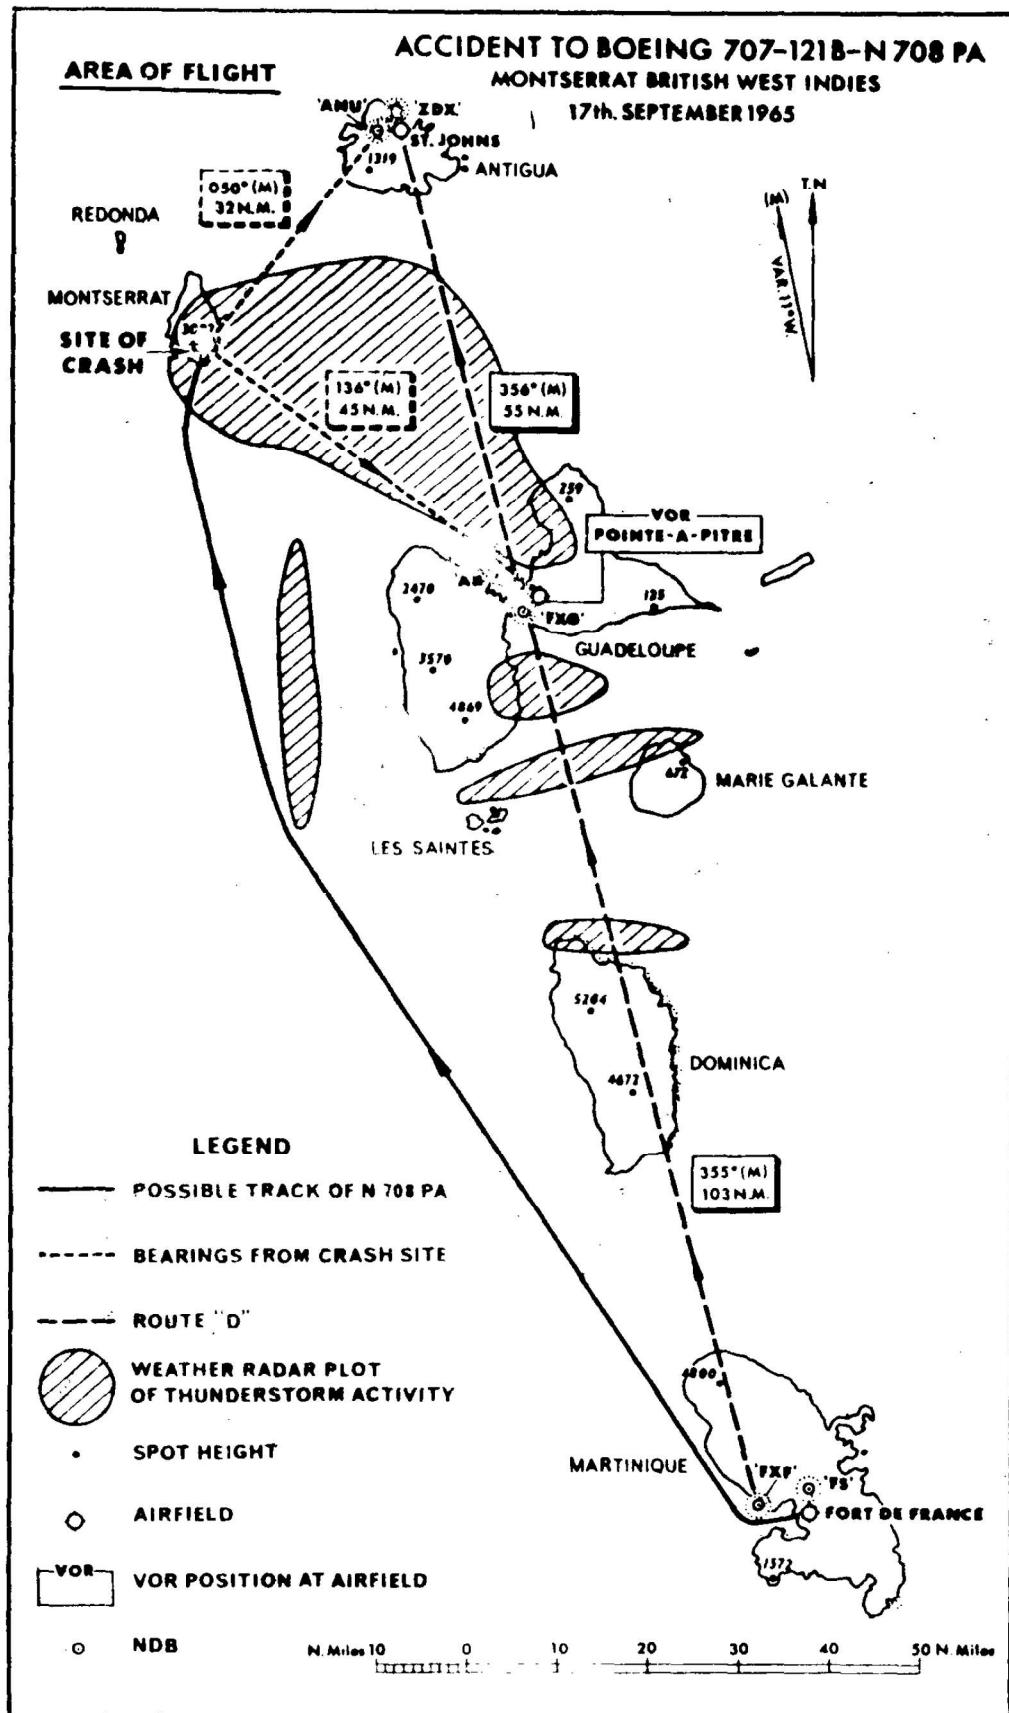 ACCIDENT TO BOEING 707-121B-N 708 PA
MONTSERRAT BRITISH WEST INDIES
17th. SEPTEMBER 1965
AREA OF FLIGHT
'ANU'
'ZDX'
ST. JOHNS
1319
ANTIGUA
050° (M)
32 N.M.
REDONDA
T.N
(M)
VAR. 11° W.
MONTSERRAT
SITE OF
CRASH
136° (M)
45 N.M.
356° (M)
55 N.M.
259
VOR
POINTE-A-PITRE
2470
125
'FXG'
GUADELOUPE
3570
4869
672
MARIE GALANTE
LES SAINTES
5264
4672
DOMINICA
355° (M)
103 N.M.
LEGEND
POSSIBLE TRACK OF N 708 PA
BEARINGS FROM CRASH SITE
ROUTE "D"
WEATHER RADAR PLOT
OF THUNDERSTORM ACTIVITY
SPOT HEIGHT
AIRFIELD
VOR
VOR POSITION AT AIRFIELD
NDB
4800
MARTINIQUE
'FXF'
'FS'
FORT DE FRANCE
1572
N. Miles 10 0 10 20 30 40 50 N. Miles